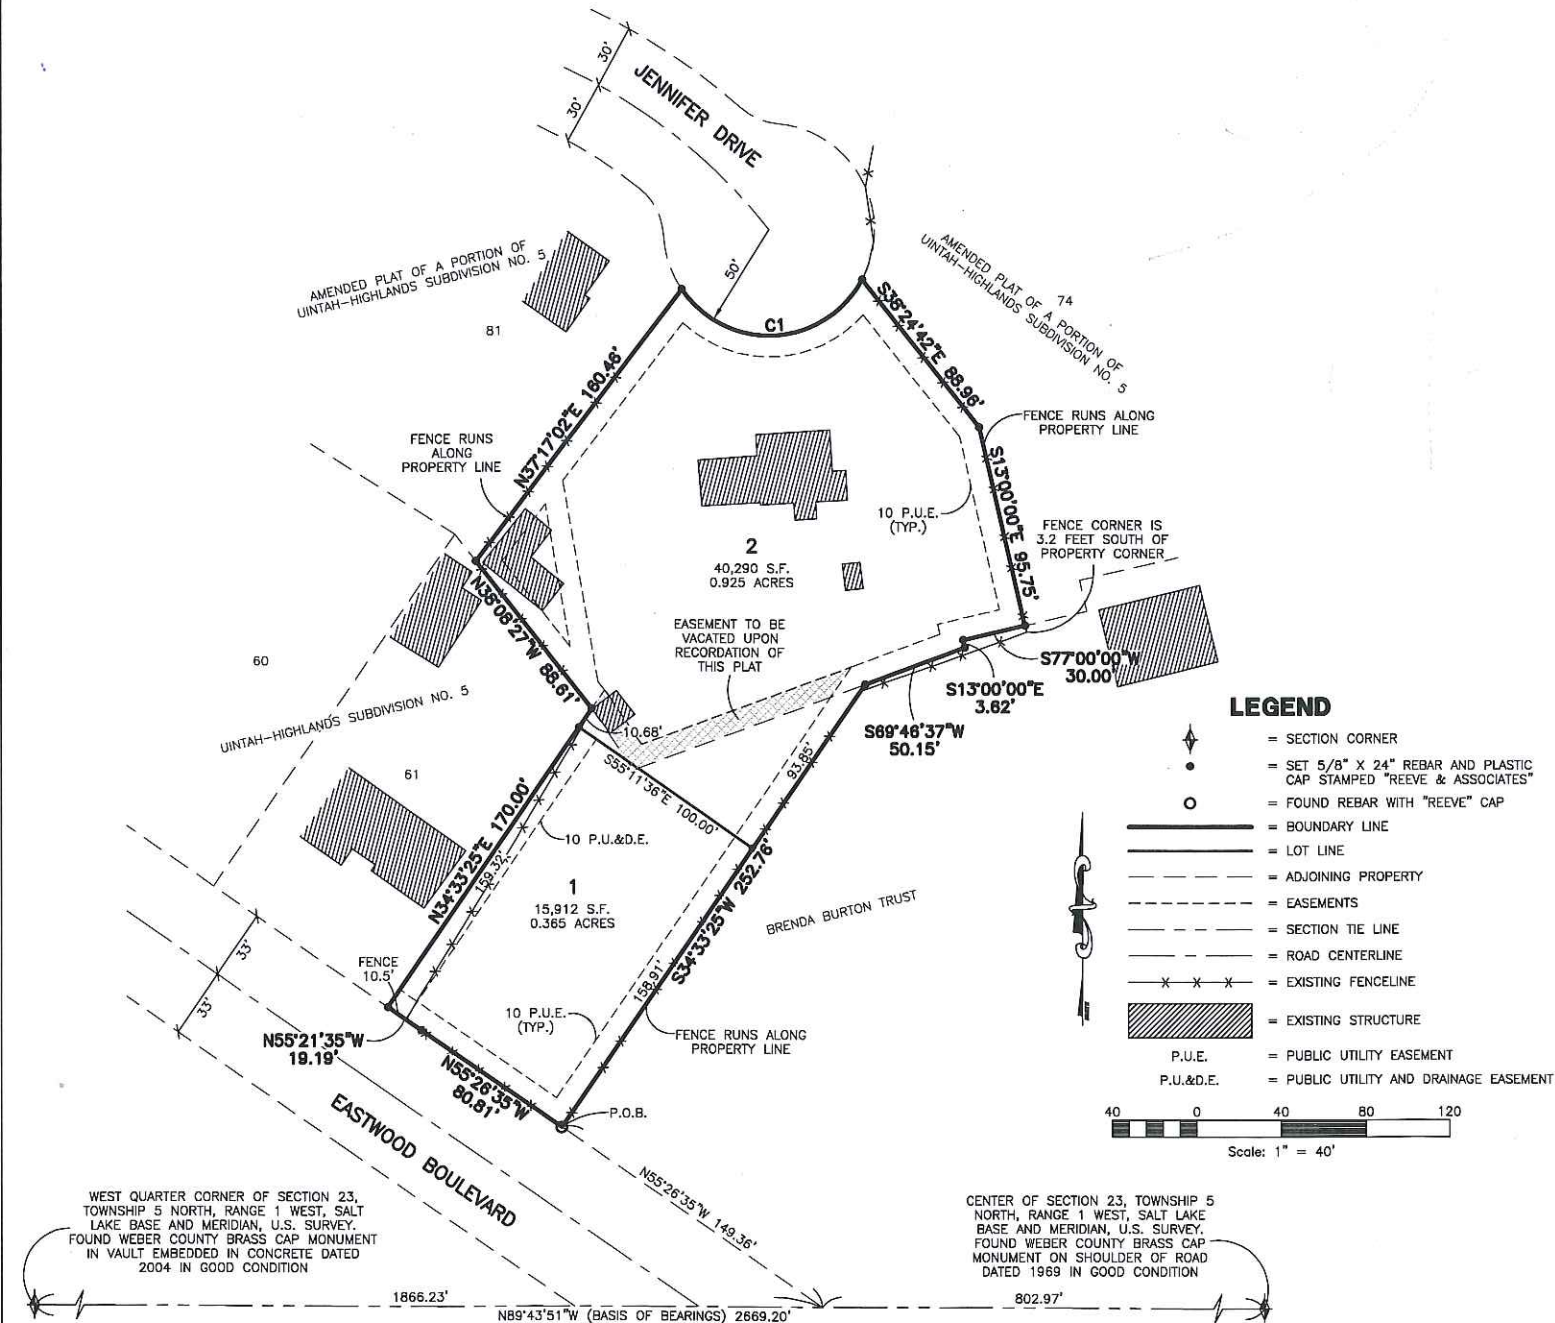 30'
30'
JENNIFER DRIVE
50'
AMENDED PLAT OF A PORTION OF
UINTAH-HIGHLANDS SUBDIVISION NO. 5
81
AMENDED PLAT OF A PORTION OF
UINTAH-HIGHLANDS SUBDIVISION NO. 5
74
C1
S38°24'42"E 88.96'
N37°17'02"E 160.46'
FENCE RUNS
ALONG
PROPERTY LINE
FENCE RUNS ALONG
PROPERTY LINE
S13°00'00"E 95.75'
10 P.U.E.
(TYP.)
FENCE CORNER IS
3.2 FEET SOUTH OF
PROPERTY CORNER
2
40,290 S.F.
0.925 ACRES
N38°08'27"W 88.61'
EASEMENT TO BE
VACATED UPON
RECORDATION OF
THIS PLAT
60
UINTAH-HIGHLANDS SUBDIVISION NO. 5
61
S77°00'00"W
30.00'
S13°00'00"E
3.62'
S69°46'37"W
50.15'
10.68'
S55°11'36"E 100.00'
93.85'
N34°33'25"E 170.00'
159.32'
10 P.U.&D.E.
1
15,912 S.F.
0.365 ACRES
S34°33'25"W 252.76'
158.91'
BRENDA BURTON TRUST
33'
33'
FENCE
10.5'
10 P.U.E.
(TYP.)
FENCE RUNS ALONG
PROPERTY LINE
N55°21'35"W
19.19'
N55°26'35"W
80.81'
P.O.B.
EASTWOOD BOULEVARD
N55°26'35"W 149.36'
LEGEND
= SECTION CORNER
= SET 5/8" X 24" REBAR AND PLASTIC
CAP STAMPED "REEVE & ASSOCIATES"
= FOUND REBAR WITH "REEVE" CAP
= BOUNDARY LINE
= LOT LINE
= ADJOINING PROPERTY
= EASEMENTS
= SECTION TIE LINE
= ROAD CENTERLINE
= EXISTING FENCELINE
= EXISTING STRUCTURE
P.U.E. = PUBLIC UTILITY EASEMENT
P.U.&D.E. = PUBLIC UTILITY AND DRAINAGE EASEMENT
40 0 40 80 120
Scale: 1" = 40'
WEST QUARTER CORNER OF SECTION 23,
TOWNSHIP 5 NORTH, RANGE 1 WEST, SALT
LAKE BASE AND MERIDIAN, U.S. SURVEY.
FOUND WEBER COUNTY BRASS CAP MONUMENT
IN VAULT EMBEDDED IN CONCRETE DATED
2004 IN GOOD CONDITION
CENTER OF SECTION 23, TOWNSHIP 5
NORTH, RANGE 1 WEST, SALT LAKE
BASE AND MERIDIAN, U.S. SURVEY.
FOUND WEBER COUNTY BRASS CAP
MONUMENT ON SHOULDER OF ROAD
DATED 1969 IN GOOD CONDITION
1866.23'
802.97'
N89°43'51"W (BASIS OF BEARINGS) 2669.20'